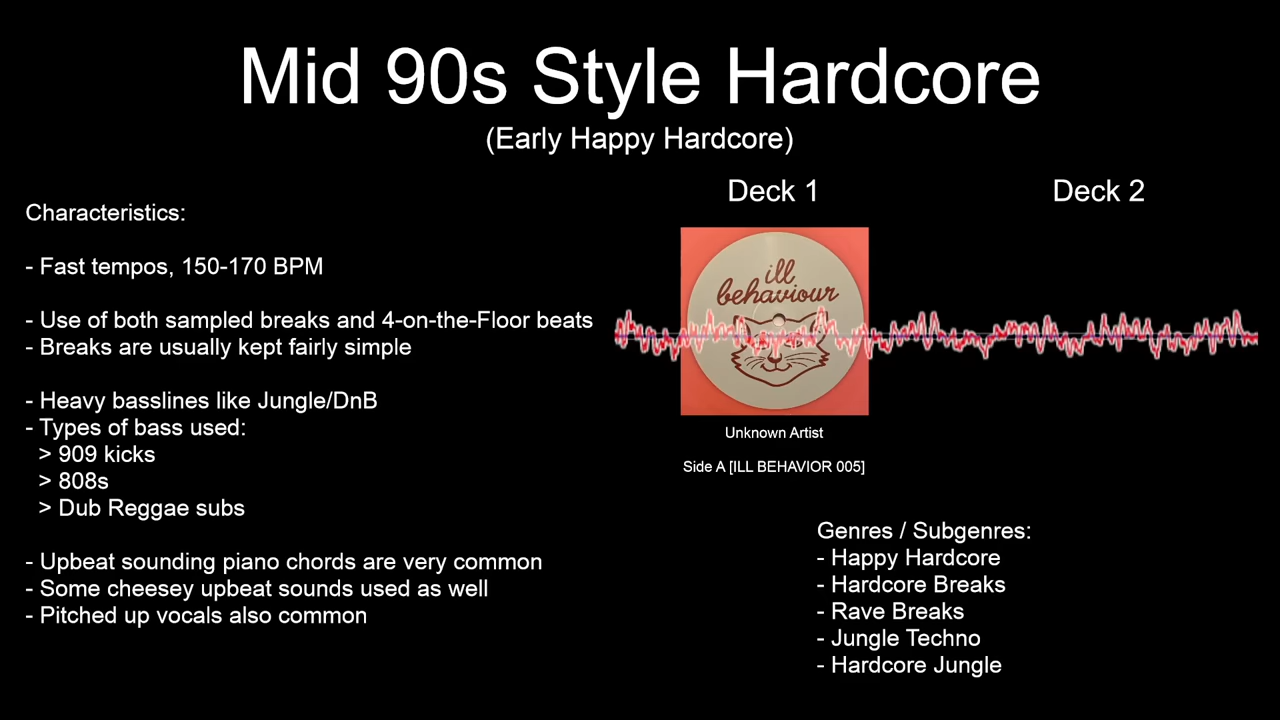 Mid 90s Style Hardcore
(Early Happy Hardcore)
Characteristics:
- Fast tempos, 150-170 BPM
- Use of both sampled breaks and 4-on-the-Floor beats
- Breaks are usually kept fairly simple
- Heavy basslines like Jungle/DnB
- Types of bass used:
> 909 kicks
> 808s
> Dub Reggae subs
- Upbeat sounding piano chords are very common
- Some cheesey upbeat sounds used as well
- Pitched up vocals also common
Deck 1
Deck 2
ill
behaviour
Unknown Artist
Side A [ILL BEHAVIOR 005]
Genres / Subgenres:
- Happy Hardcore
- Hardcore Breaks
- Rave Breaks
- Jungle Techno
- Hardcore Jungle